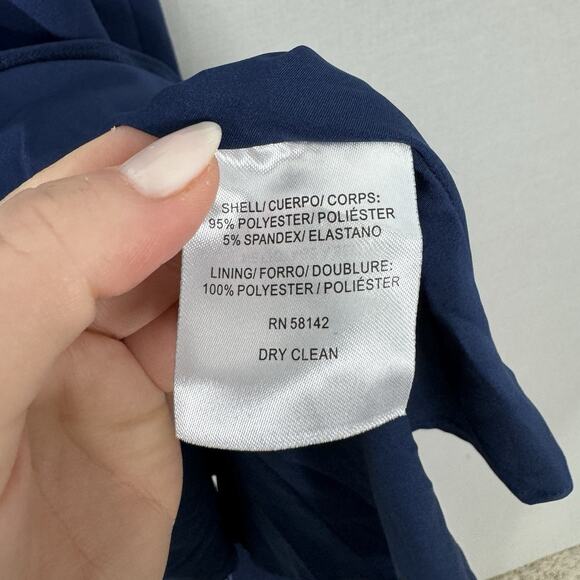 SHELL/ CUERPO/ CORPS:
95% POLYESTER/ POLIÉSTER
5% SPANDEX/ ELASTANO
LINING/ FORRO/ DOUBLURE:
100% POLYESTER / POLIÉSTER
RN 58142
DRY CLEAN